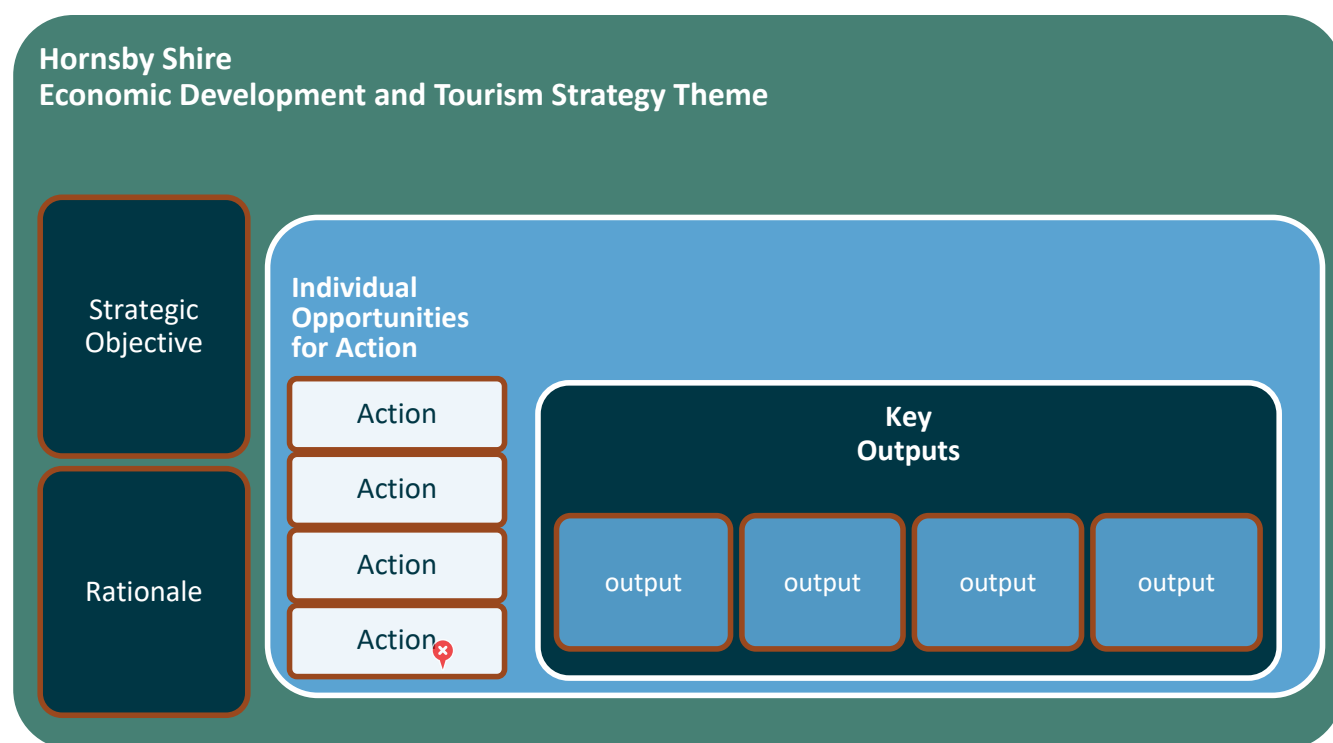 Hornsby Shire
Economic Development and Tourism Strategy Theme
Strategic
Objective
Rationale
Individual
Opportunities
for Action
Action
Action
Action
Action
Key
Outputs
output
output
output
output